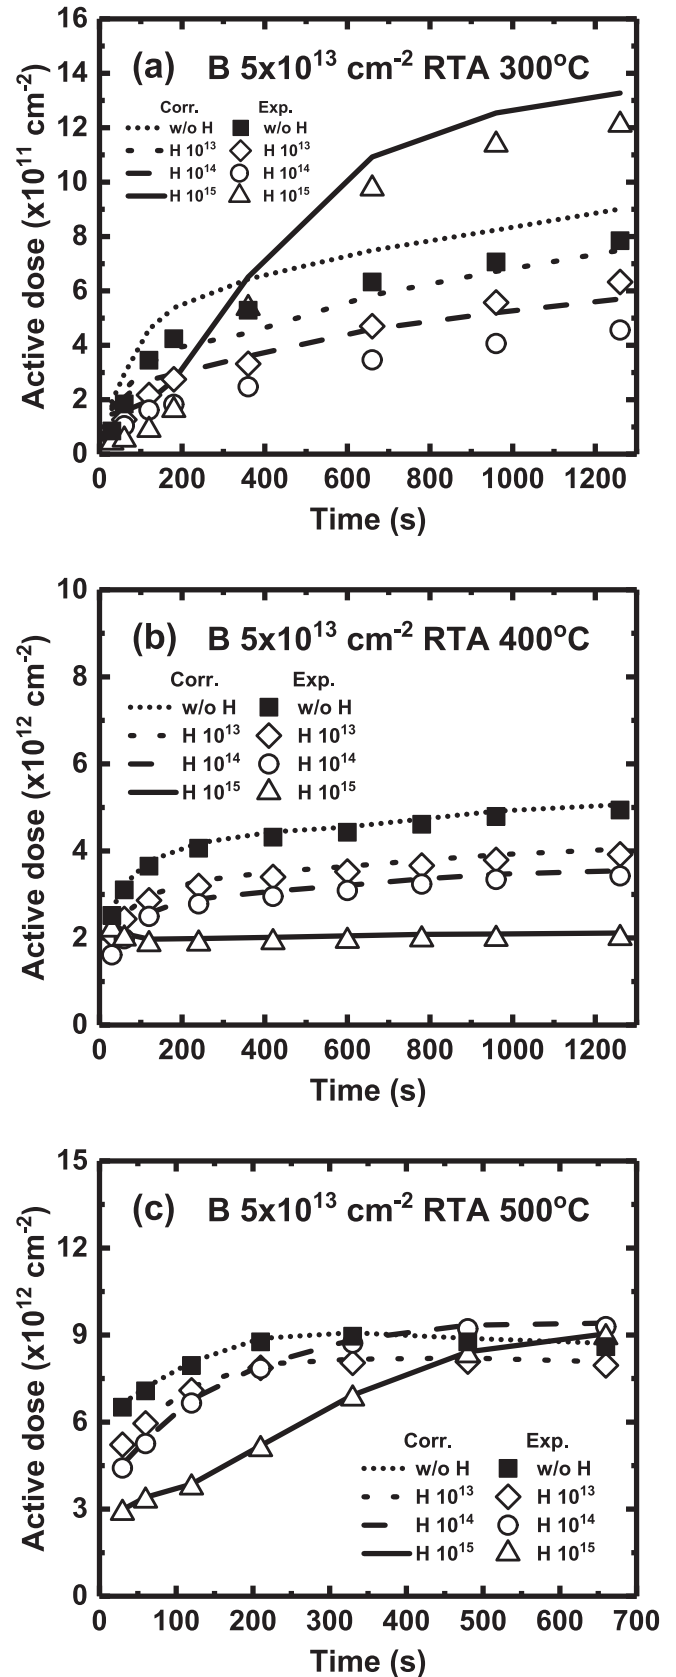 16
14
12
10
8
6
4
2
0
Active dose (x10¹¹ cm⁻²)
(a) B 5x10¹³ cm⁻² RTA 300°C
Corr. Exp.
w/o H w/o H
H 10¹³ H 10¹³
H 10¹⁴ H 10¹⁴
H 10¹⁵ H 10¹⁵
0 200 400 600 800 1000 1200
Time (s)
10
8
6
4
2
0
Active dose (x10¹² cm⁻²)
(b) B 5x10¹³ cm⁻² RTA 400°C
Corr. Exp.
w/o H w/o H
H 10¹³ H 10¹³
H 10¹⁴ H 10¹⁴
H 10¹⁵ H 10¹⁵
0 200 400 600 800 1000 1200
Time (s)
15
12
9
6
3
0
Active dose (x10¹² cm⁻²)
(c) B 5x10¹³ cm⁻² RTA 500°C
Corr. Exp.
w/o H w/o H
H 10¹³ H 10¹³
H 10¹⁴ H 10¹⁴
H 10¹⁵ H 10¹⁵
0 100 200 300 400 500 600 700
Time (s)